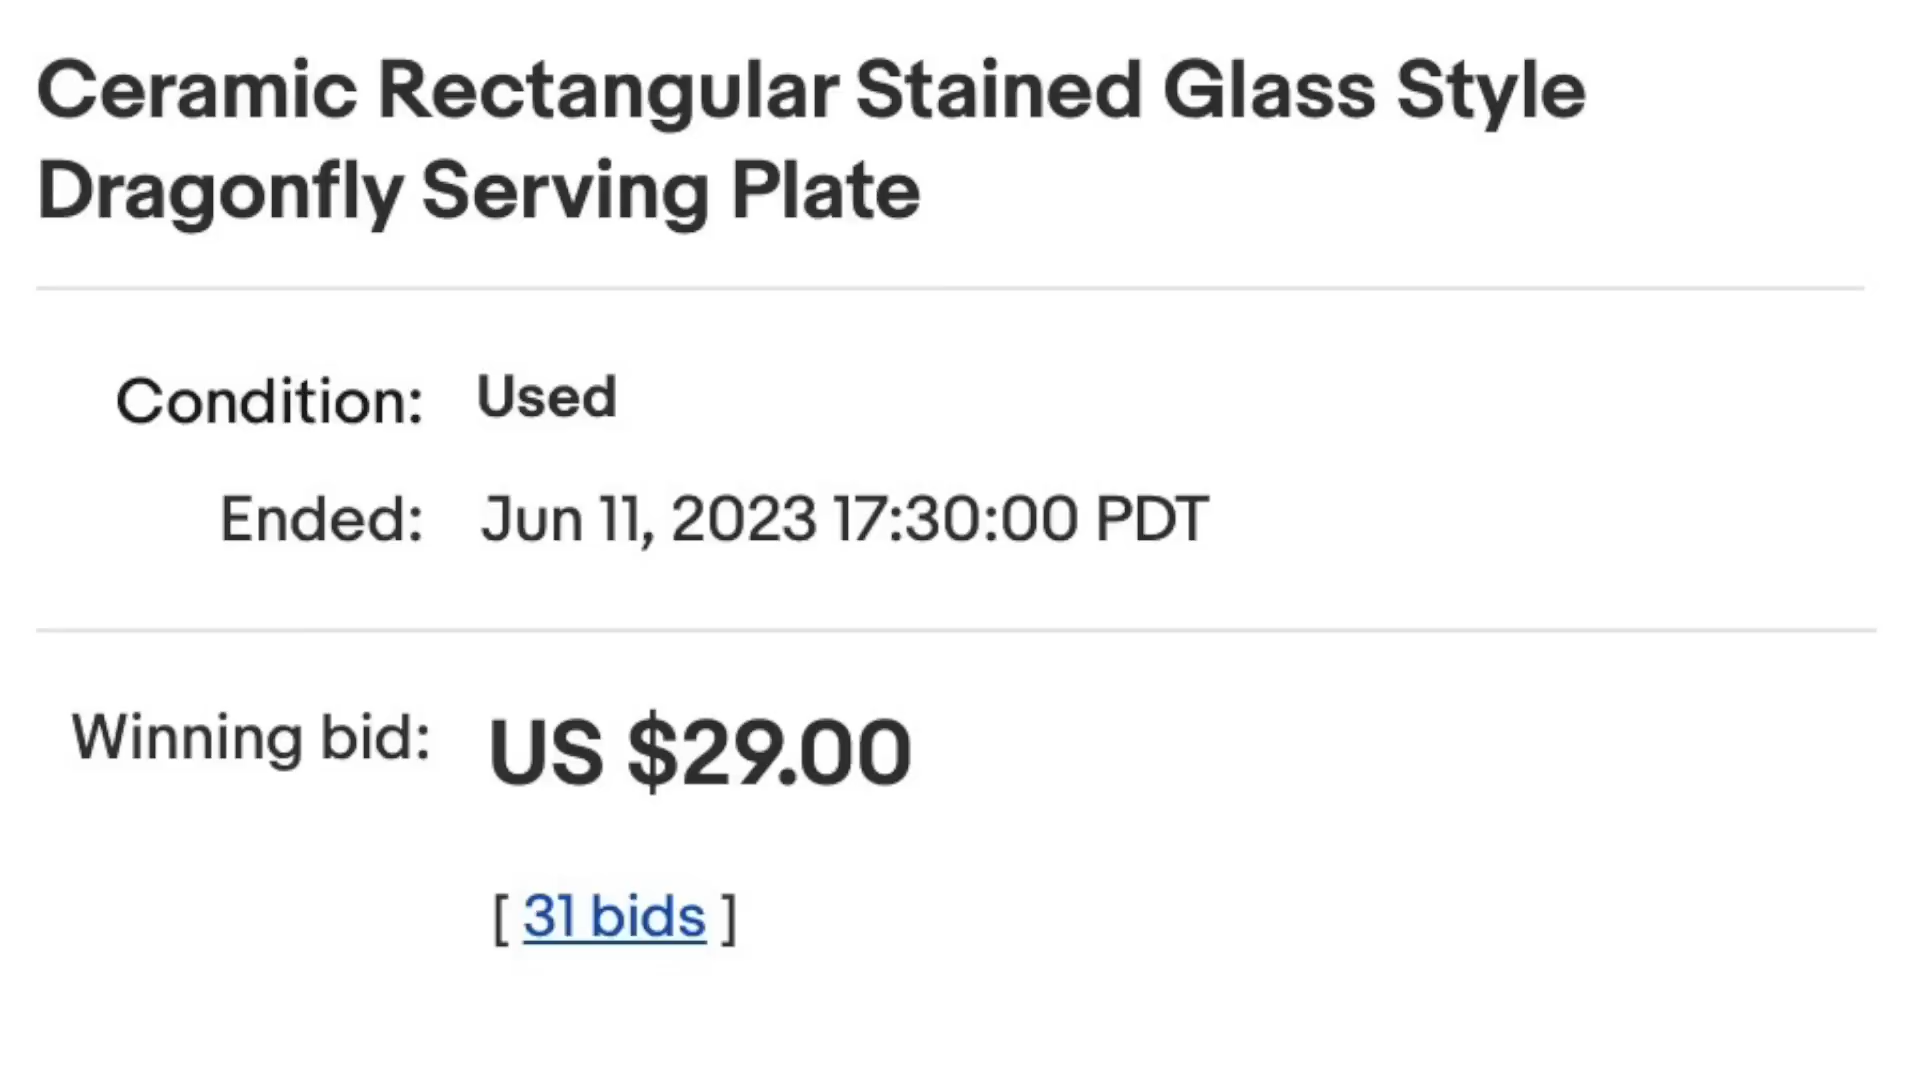 Ceramic Rectangular Stained Glass Style
Dragonfly Serving Plate
Condition: Used
Ended: Jun 11, 2023 17:30:00 PDT
Winning bid: US $29.00
[ 31 bids ]